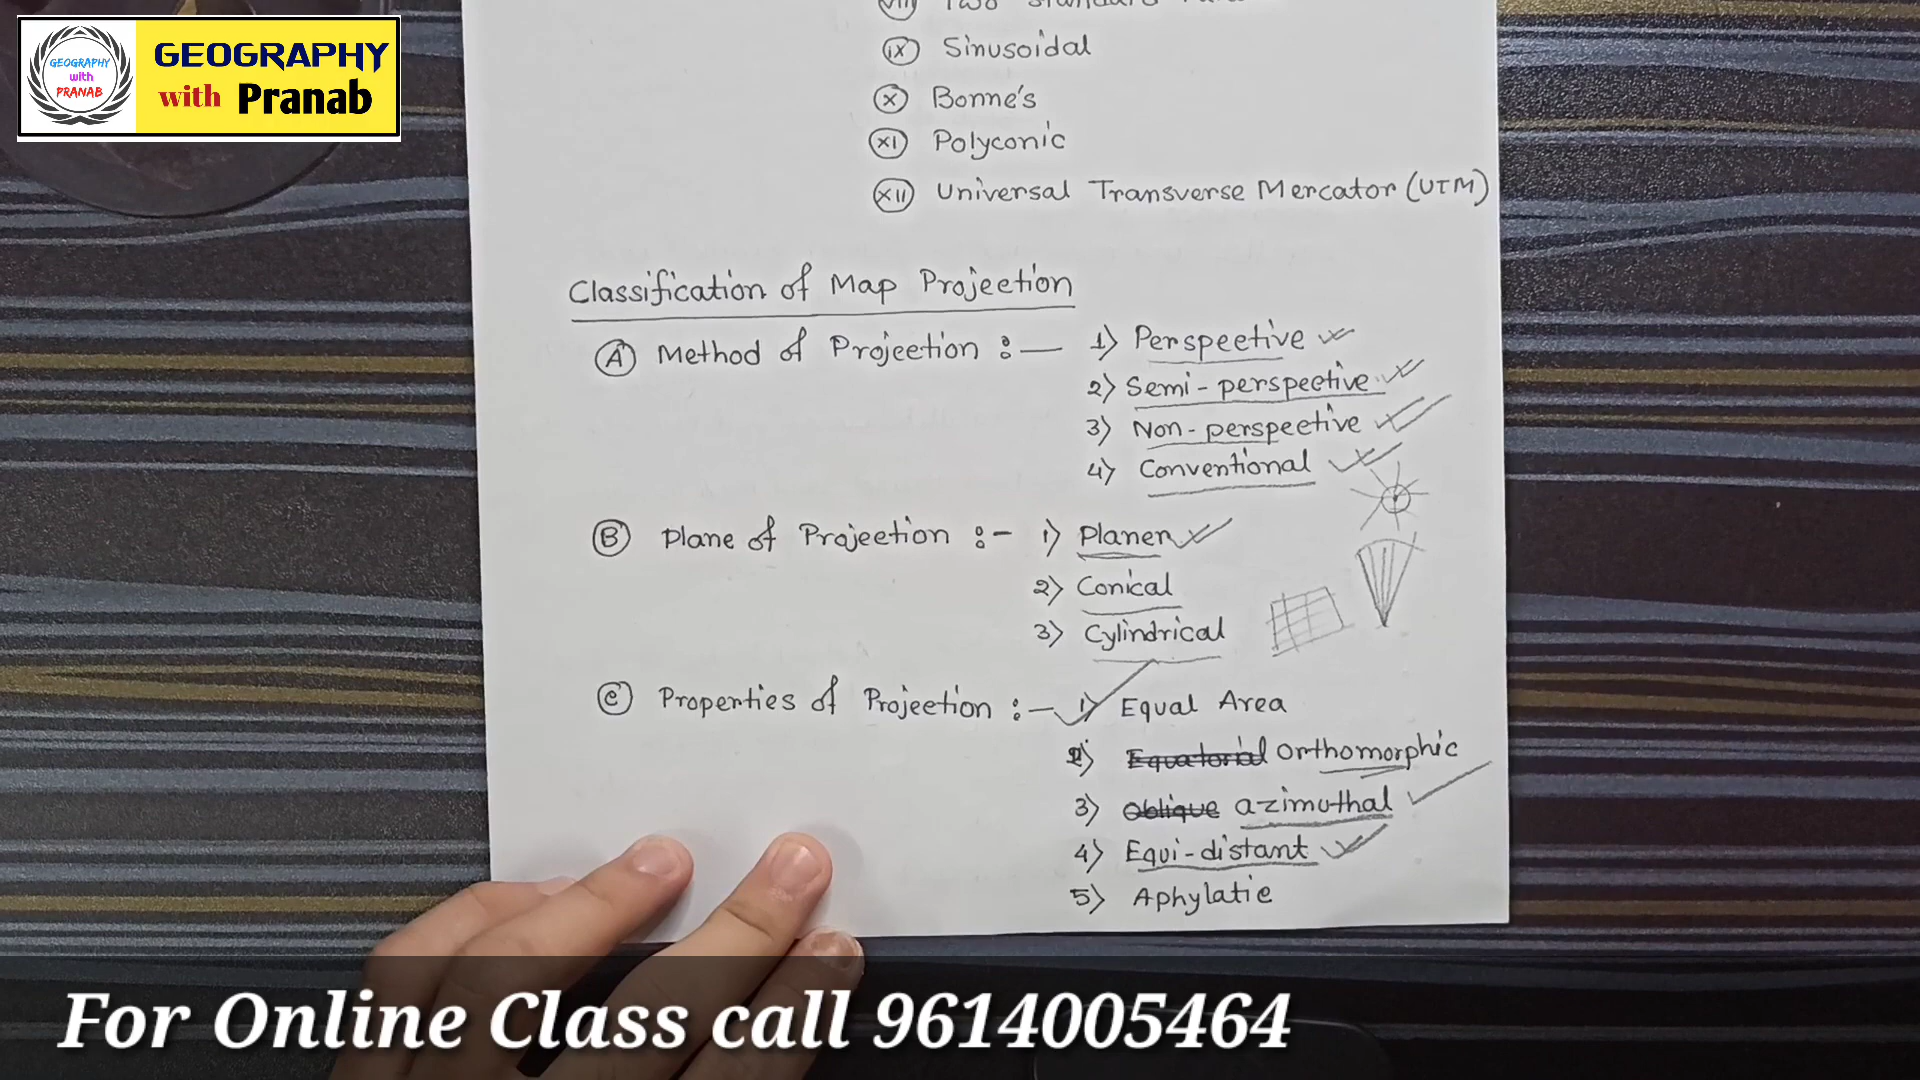 GEOGRAPHY
with
PRANAB
GEOGRAPHY
with Pranab
Two Standard
ix Sinusoidal
x Bonne's
xi Polyconic
xii Universal Transverse Mercator (UTM)
Classification of Map Projection
A Method of Projection :— 1) Perspective
2) Semi-perspective
3) Non-perspective
4) Conventional
B Plane of Projection :- 1) Planer
2) Conical
3) Cylindrical
C Properties of Projection :— 1) Equal Area
2) Equatorial Orthomorphic
3) Oblique azimuthal
4) Equi-distant
5) Aphylatic
For Online Class call 9614005464